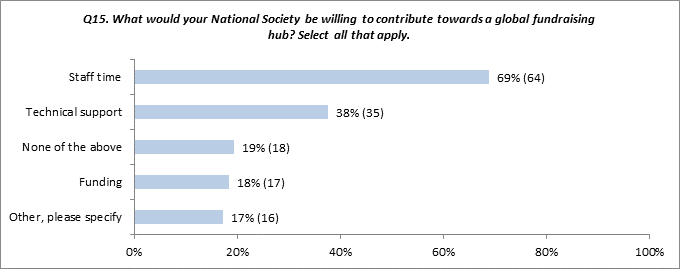 Q15. What would your National Society be willing to contribute towards a global fundraising
hub? Select all that apply.
Staff time 69% (64)
Technical support 38% (35)
None of the above 19% (18)
Funding 18% (17)
Other, please specify 17% (16)
0% 20% 40% 60% 80% 100%